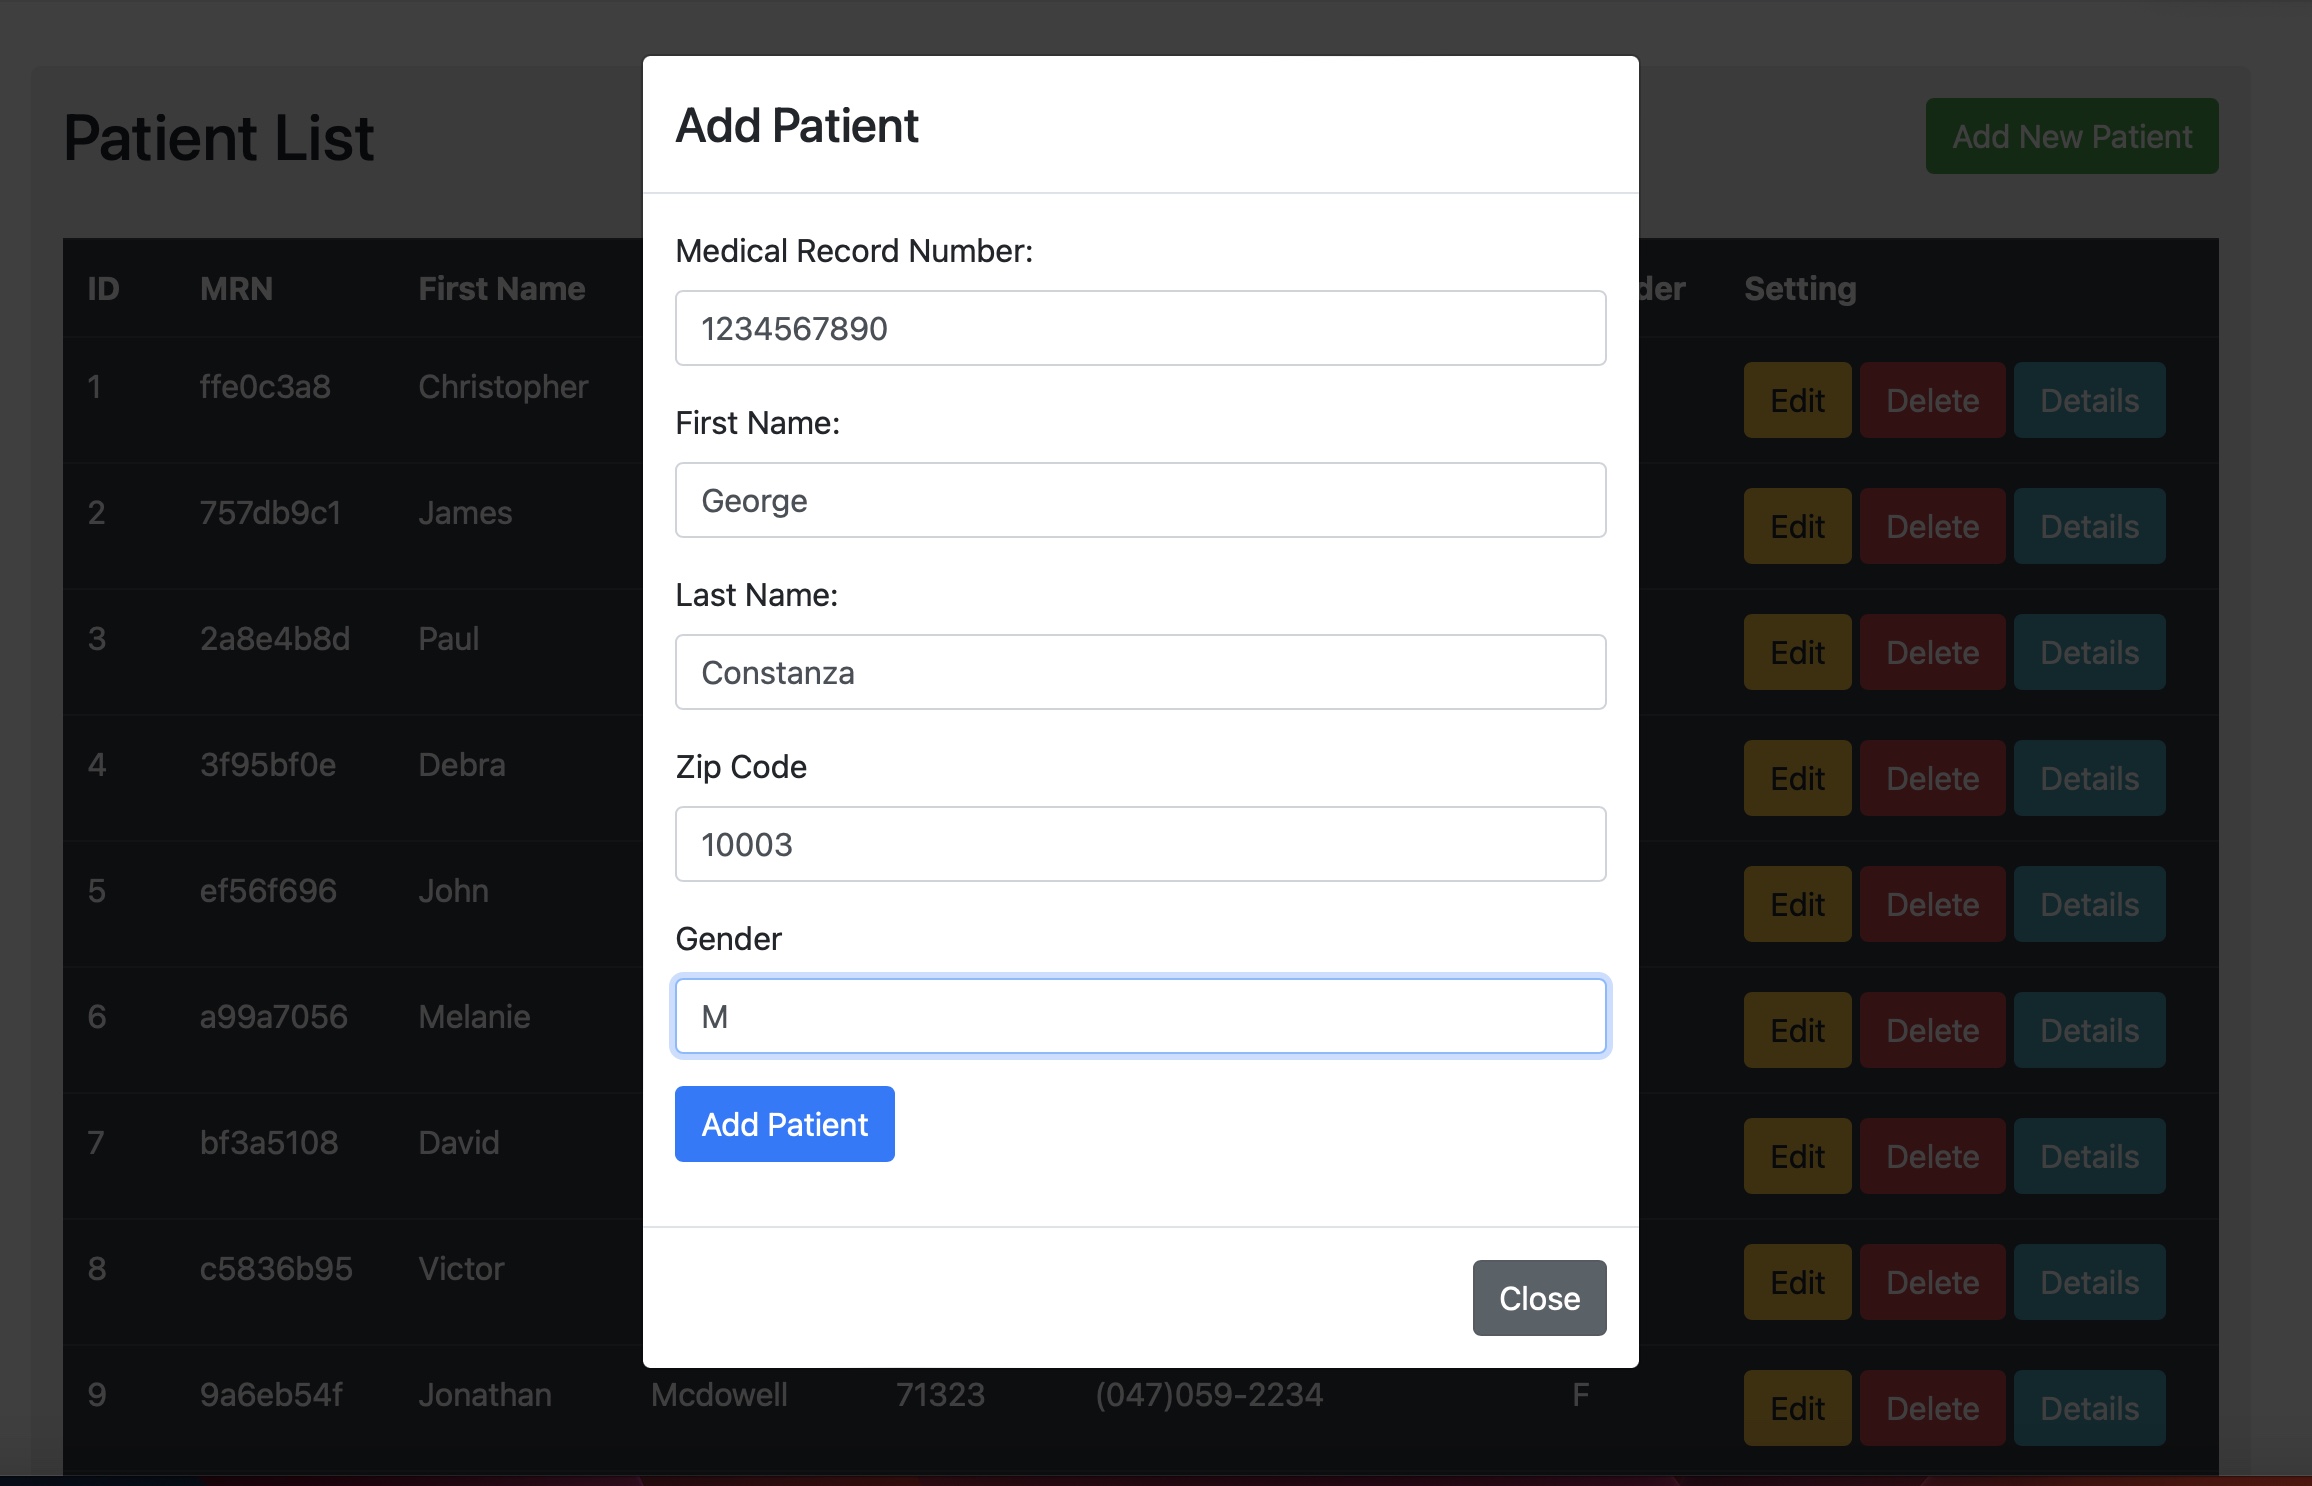 Patient List
Add New Patient
ID MRN First Name der Setting
1 ffe0c3a8 Christopher Edit Delete Details
2 757db9c1 James Edit Delete Details
3 2a8e4b8d Paul Edit Delete Details
4 3f95bf0e Debra Edit Delete Details
5 ef56f696 John Edit Delete Details
6 a99a7056 Melanie Edit Delete Details
7 bf3a5108 David Edit Delete Details
8 c5836b95 Victor Edit Delete Details
9 9a6eb54f Jonathan Mcdowell 71323 (047)059-2234 F Edit Delete Details
Add Patient
Medical Record Number:
1234567890
First Name:
George
Last Name:
Constanza
Zip Code
10003
Gender
M
Add Patient
Close